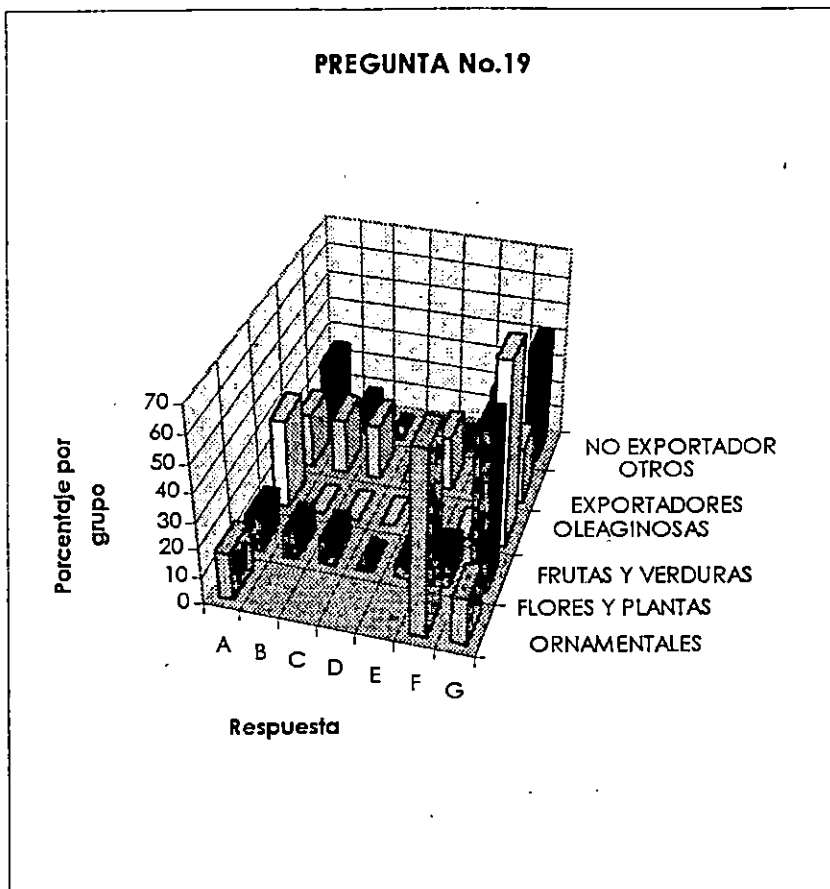 PREGUNTA No.19
Porcentaje por
grupo
70
60
50
40
30
20
10
0
A
B
C
D
E
F
G
Respuesta
NO EXPORTADOR
OTROS
EXPORTADORES
OLEAGINOSAS
FRUTAS Y VERDURAS
FLORES Y PLANTAS
ORNAMENTALES